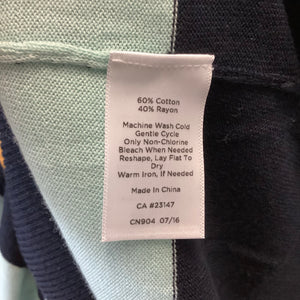 60% Cotton
40% Rayon
Machine Wash Cold
Gentle Cycle
Only Non-Chlorine
Bleach When Needed
Reshape, Lay Flat To
Dry
Warm Iron, If Needed
Made In China
CA #23147
CN904 07/16